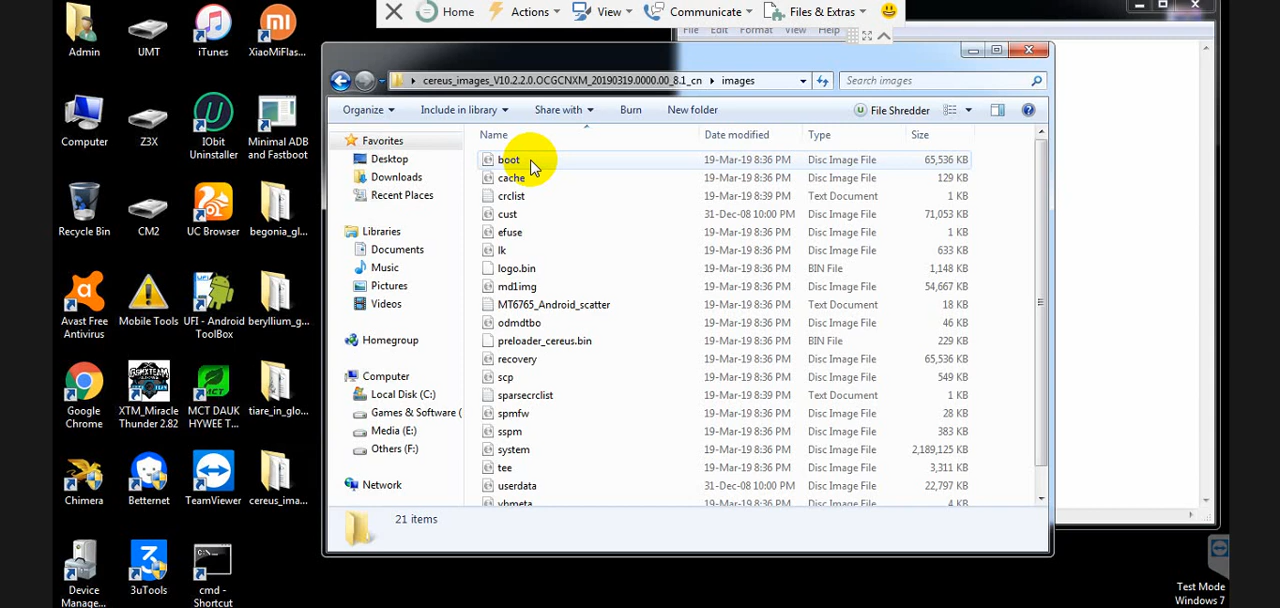 Home Actions View Communicate Files & Extras
File Edit Format View Help
cereus_images_V10.2.2.0.OCGCNXM_20190319.0000.00_8.1_cn images
Search images
Organize Include in library Share with Burn New folder File Shredder
Name Date modified Type Size
boot 19-Mar-19 8:36 PM Disc Image File 65,536 KB
cache 19-Mar-19 8:36 PM Disc Image File 129 KB
crclist 19-Mar-19 8:39 PM Text Document 1 KB
cust 31-Dec-08 10:00 PM Disc Image File 71,053 KB
efuse 19-Mar-19 8:36 PM Disc Image File 1 KB
lk 19-Mar-19 8:36 PM Disc Image File 633 KB
logo.bin 19-Mar-19 8:36 PM BIN File 1,148 KB
md1img 19-Mar-19 8:36 PM Disc Image File 54,667 KB
MT6765_Android_scatter 19-Mar-19 8:36 PM Text Document 18 KB
odmdtbo 19-Mar-19 8:36 PM Disc Image File 46 KB
preloader_cereus.bin 19-Mar-19 8:36 PM BIN File 229 KB
recovery 19-Mar-19 8:36 PM Disc Image File 65,536 KB
scp 19-Mar-19 8:36 PM Disc Image File 549 KB
sparsecrclist 19-Mar-19 8:39 PM Text Document 1 KB
spmfw 19-Mar-19 8:36 PM Disc Image File 28 KB
sspm 19-Mar-19 8:36 PM Disc Image File 383 KB
system 19-Mar-19 8:36 PM Disc Image File 2,189,125 KB
tee 19-Mar-19 8:36 PM Disc Image File 3,311 KB
userdata 31-Dec-08 10:00 PM Disc Image File 22,797 KB
vbmeta 19-Mar-19 8:36 PM Disc Image File 4 KB
21 items
Favorites
Desktop
Downloads
Recent Places
Libraries
Documents
Music
Pictures
Videos
Homegroup
Computer
Local Disk (C:)
Games & Software (
Media (E:)
Others (F:)
Network
Admin
UMT
iTunes
XiaoMiFlas...
Computer
Z3X
IObit
Uninstaller
Minimal ADB
and Fastboot
Recycle Bin
CM2
UC Browser
begonia_gl...
Avast Free
Antivirus
Mobile Tools
UFI - Android
ToolBox
beryllium_g...
Google
Chrome
XTM_Miracle
Thunder 2.82
MCT DAUK
HYWEE T...
tiare_in_glo...
Chimera
Betternet
TeamViewer
cereus_ima...
Device
Manage...
3uTools
cmd -
Shortcut
Test Mode
Windows 7